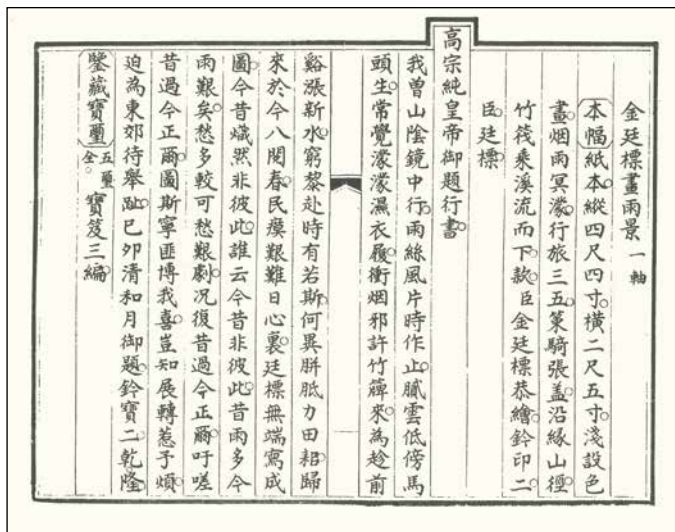 金廷標畫雨景一軸
本幅紙本縱四尺四寸。橫二尺五寸。淺設色
畫。烟雨冥濛。行旅三五。策騎張盖。沿緣山徑。
竹筏乘溪流而下。款。臣金廷標恭繪。鈐印二。
臣。廷標。
高宗純皇帝御題行書。
我曽山陰鏡中行。雨絲風片時作止。膩雲低傍馬
頭生。常覺濛濛濕衣履。衝烟邪許竹簰來。為趁前
谿漲新水。窮黎赴時有若斯。何異胼胝力田耜。歸
來於今八閱春。民瘼艱難日心裏。廷標無端寫成
圖。今昔熾然非彼此。誰云今昔非彼此。昔雨多今
雨艱矣。愁多較可愁艱劇。况復昔過今正爾。吁嗟
昔過今正爾。圖斯寧匪博我喜。豈知展轉惹予煩。
迫為東郊待舉趾。己卯清和月御題。鈐寶二。乾隆。
鑒藏寶璽五璽全。寶笈三編。